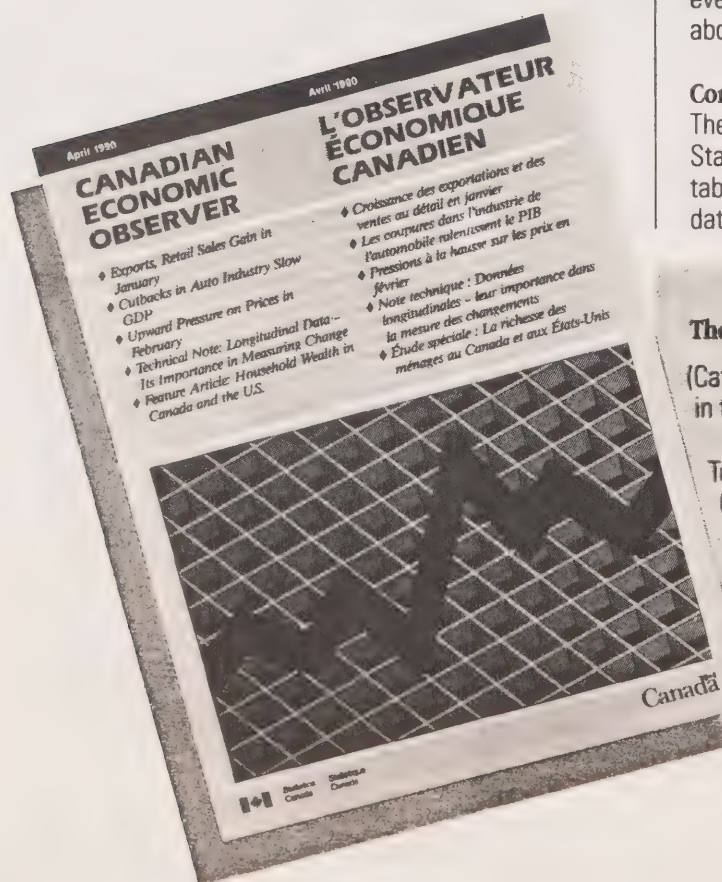 April 1990
Avril 1990
CANADIAN
ECONOMIC
OBSERVER
♦ Exports, Retail Sales Gain in
January
♦ Cutbacks in Auto Industry Slow
GDP
♦ Upward Pressure on Prices in
February
♦ Technical Note: Longitudinal Data--
Its Importance in Measuring Change
♦ Feature Article: Household Wealth in
Canada and the U.S.
L'OBSERVATEUR
ÉCONOMIQUE
CANADIEN
♦ Croissance des exportations et des
ventes au détail en janvier
♦ Les coupures dans l'industrie de
l'automobile ralentissent le PIB
♦ Pressions à la hausse sur les prix en
février
♦ Note technique : Données
longitudinales - leur importance dans
la mesure des changements
♦ Étude spéciale : La richesse des
ménages au Canada et aux États-Unis
Statistics Statistique
Canada Canada
Canada
eve
abo
Con
The
Sta
tab
dat
The
(Cat
in t
To